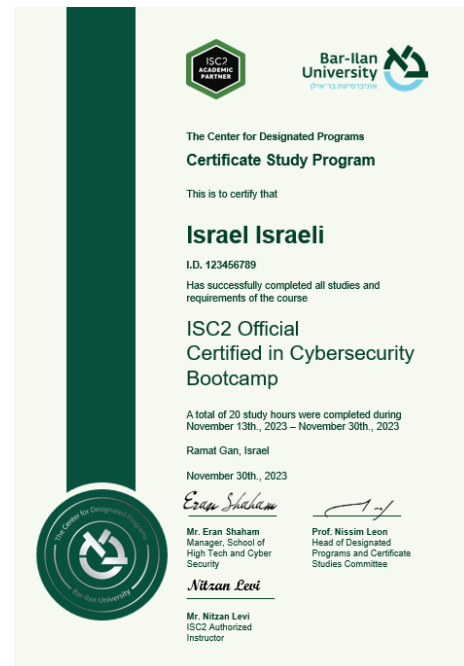 ISC2
ACADEMIC
PARTNER
Bar-Ilan
University
אוניברסיטת בר־אילן
The Center for Designated Programs
Certificate Study Program
This is to certify that
Israel Israeli
I.D. 123456789
Has successfully completed all studies and
requirements of the course
ISC2 Official
Certified in Cybersecurity
Bootcamp
A total of 20 study hours were completed during
November 13th., 2023 – November 30th., 2023
Ramat Gan, Israel
November 30th., 2023
Eran Shaham
Mr. Eran Shaham
Manager, School of
High Tech and Cyber
Security
Prof. Nissim Leon
Head of Designated
Programs and Certificate
Studies Committee
Nitzan Levi
Mr. Nitzan Levi
ISC2 Authorized
Instructor
The Center for Designated Programs
Bar-Ilan University